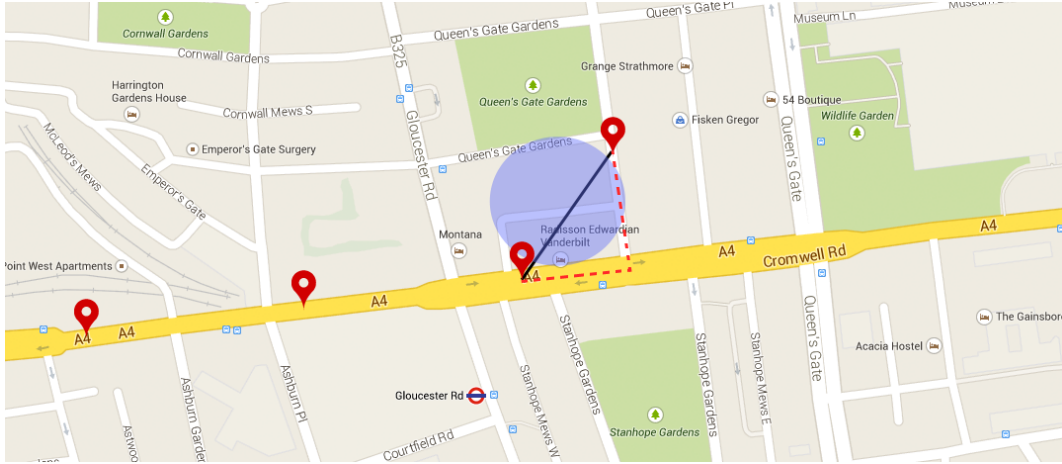 Cornwall Gardens
Cornwall Gardens
B325
Queen's Gate Gardens
Queen's Gate Pl
Museum Ln
Harrington
Gardens House
Cornwall Mews S
Gloucester Rd
Queen's Gate Gardens
Grange Strathmore
54 Boutique
Wildlife Garden
Fisken Gregor
Queen's Gate
McLeod's Mews
Emperor's Gate Surgery
Emperor's Gate
Queen's Gate Gardens
Montana
Radisson Edwardian
Vanderbilt
A4
A4
A4
Cromwell Rd
Point West Apartments
A4
A4
A4
Queen's Gate
The Gainsboro
Acacia Hostel
Stanhope Gardens
Stanhope Mews W
Stanhope Gardens
Stanhope Mews E
Stanhope Gardens
Ashburn Garden
Ashburn Pl
Gloucester Rd
Courtfield Rd
Astwoo